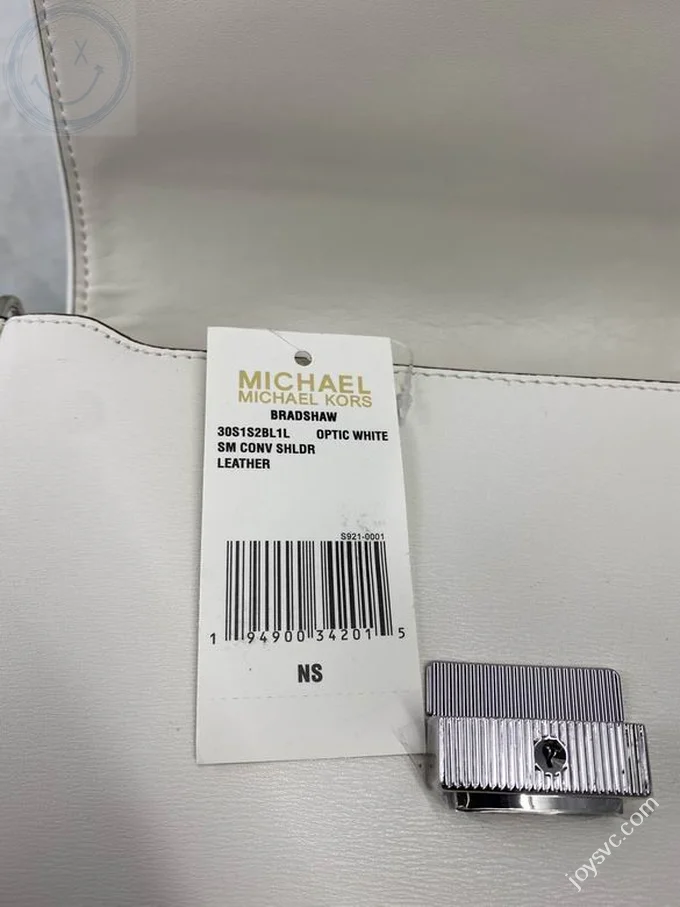 MICHAEL
MICHAEL KORS
BRADSHAW
30S1S2BL1L OPTIC WHITE
SM CONV SHLDR
LEATHER
S921-0001
1 94900 34201 5
NS
joysvc.com